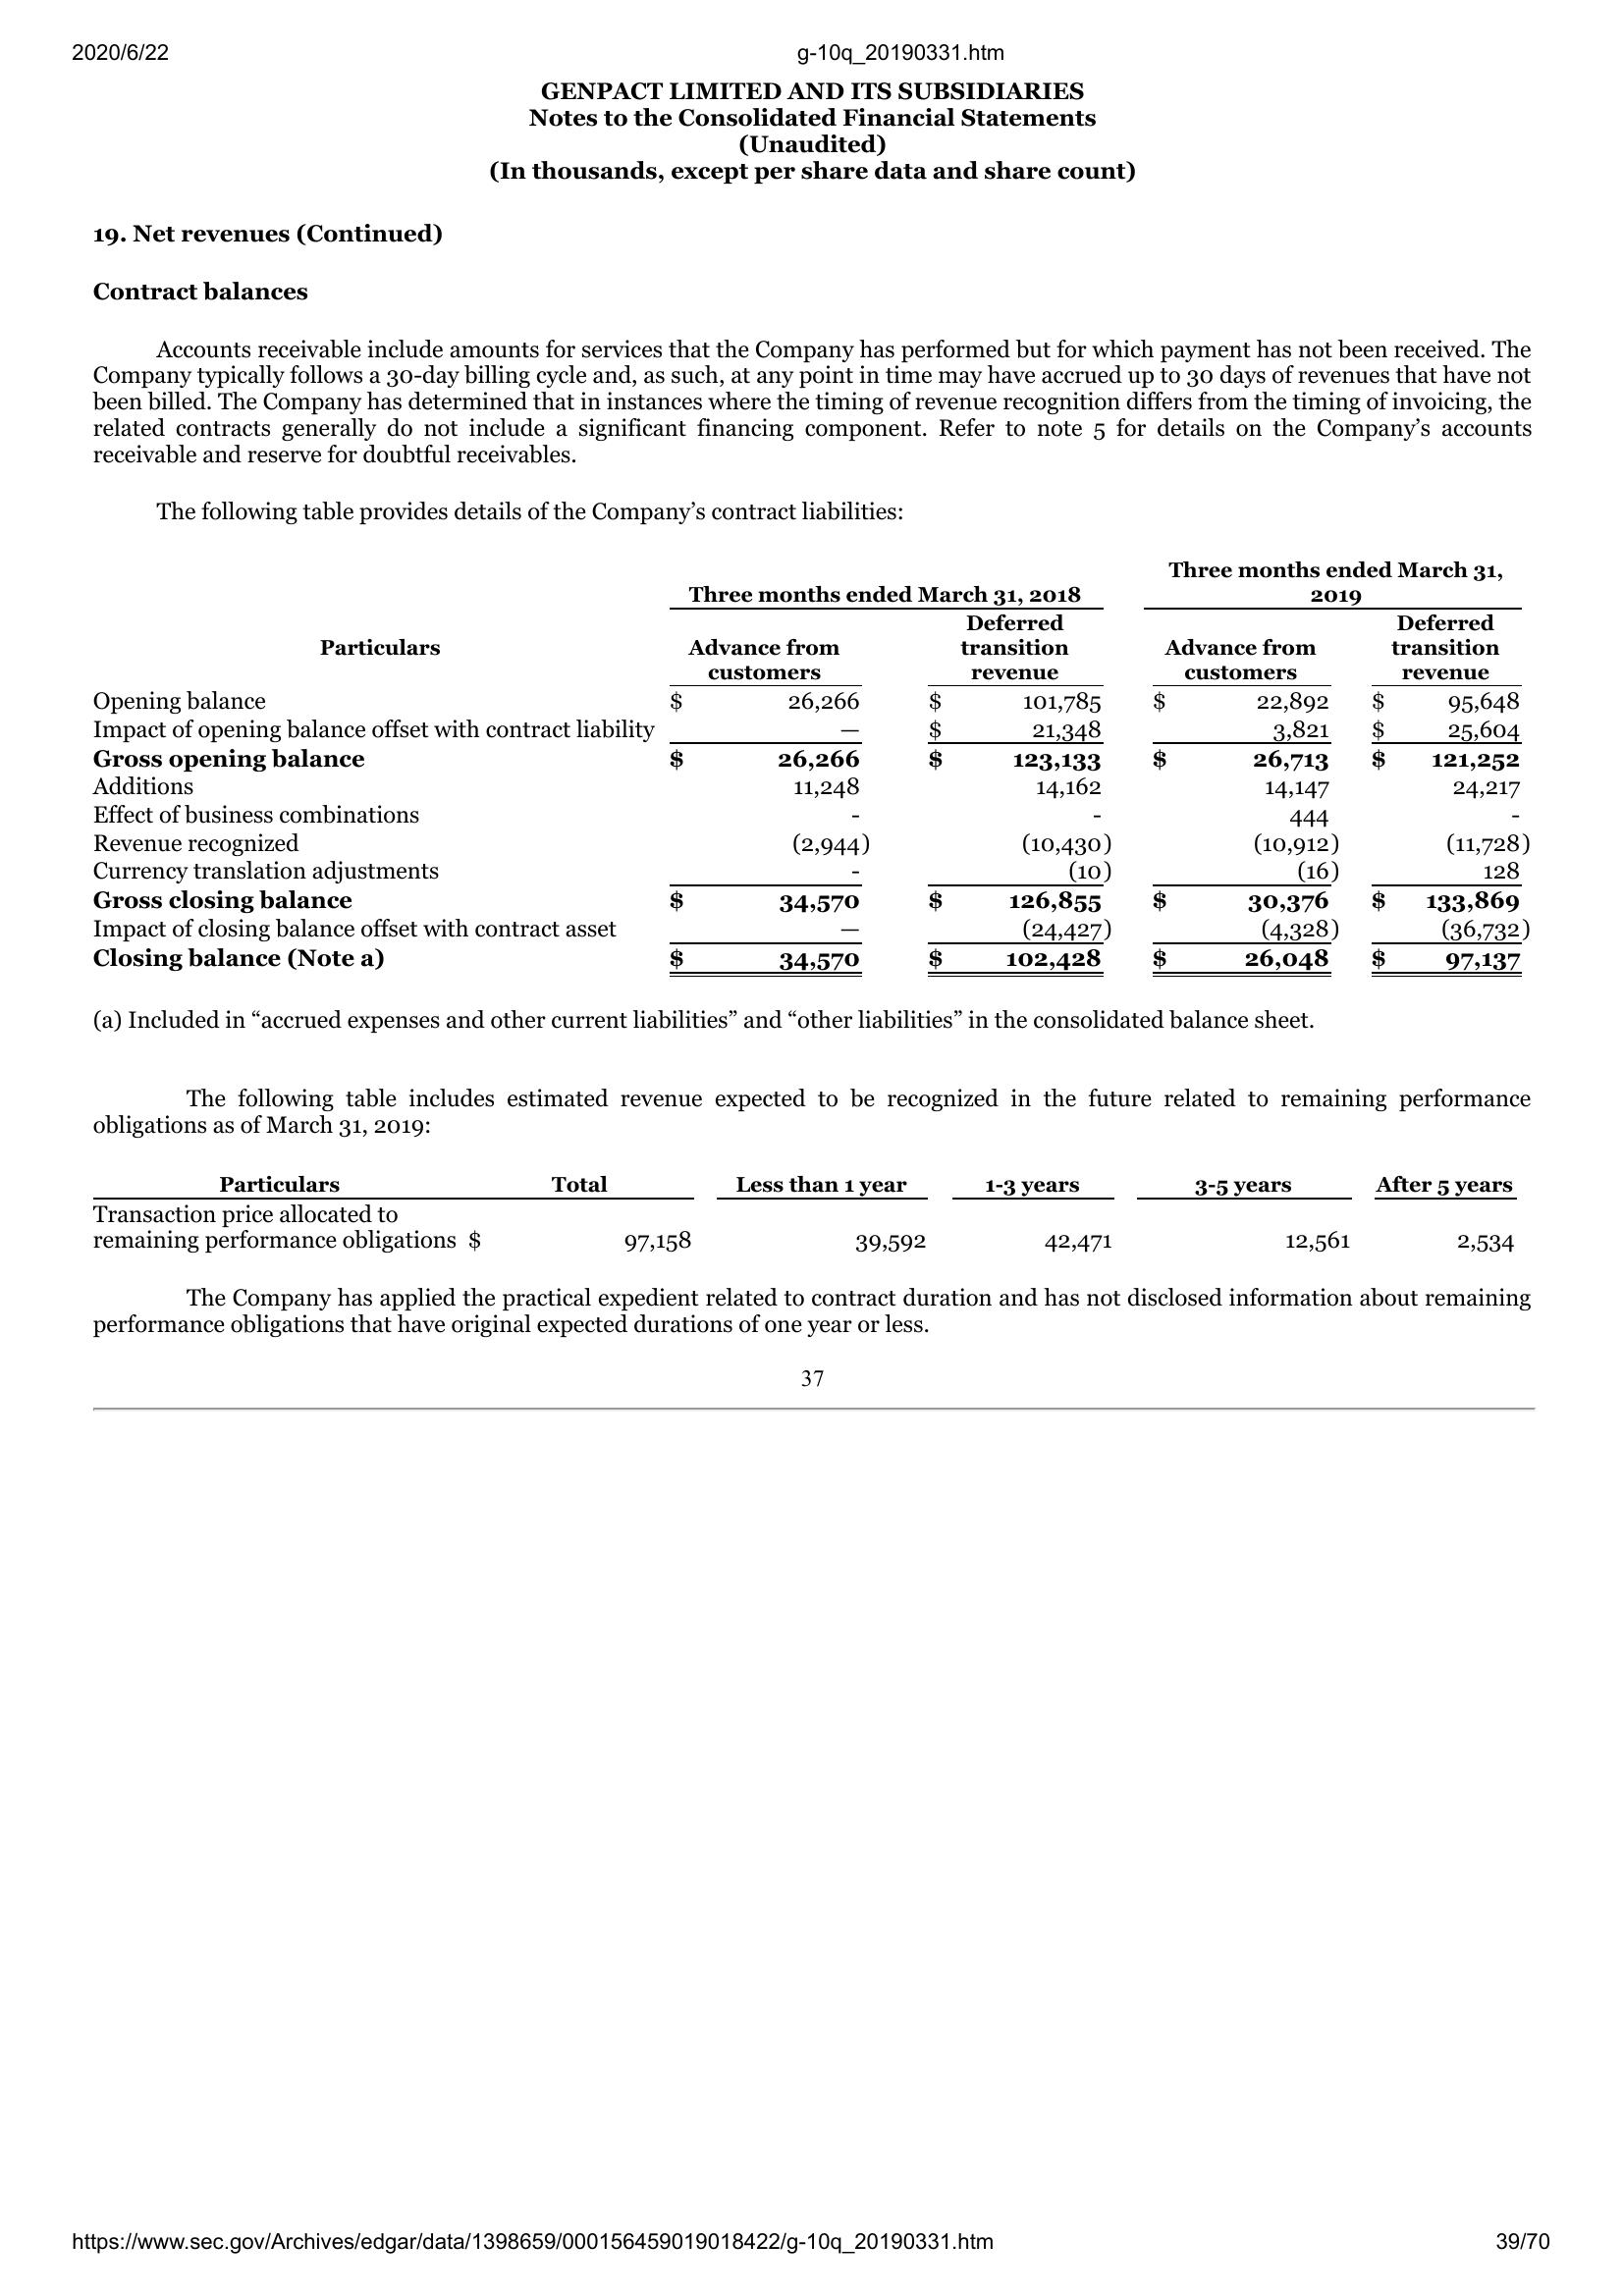 2020/6/22 g-10q_20190331.htm
GENPACT LIMITED AND ITS SUBSIDIARIES
Notes to the Consolidated Financial Statements
(Unaudited)
(In thousands, except per share data and share count)
19. Net revenues (Continued)
Contract balances
Accounts receivable include amounts for services that the Company has performed but for which payment has not been received. The
Company typically follows a 30-day billing cycle and, as such, at any point in time may have accrued up to 30 days of revenues that have not
been billed. The Company has determined that in instances where the timing of revenue recognition differs from the timing of invoicing, the
related contracts generally do not include a significant financing component. Refer to note 5 for details on the Company’s accounts
receivable and reserve for doubtful receivables.
The following table provides details of the Company’s contract liabilities:
Three months ended March 31,
Three months ended March 31, 2018 2019
Deferred Deferred
Particulars Advance from transition Advance from transition
customers revenue customers revenue
Opening balance $ 26,266 $ 101,785 $ 22,892 $ 95,648
Impact of opening balance offset with contract liability — $ 21,348 3,821 $ 25,604
Gross opening balance $ 26,266 $ 123,133 $ 26,713 $ 121,252
Additions 11,248 14,162 14,147 24,217
Effect of business combinations - - 444 -
Revenue recognized (2,944) (10,430) (10,912) (11,728)
Currency translation adjustments - (10) (16) 128
Gross closing balance $ 34,570 $ 126,855 $ 30,376 $ 133,869
Impact of closing balance offset with contract asset — (24,427) (4,328) (36,732)
Closing balance (Note a) $ 34,570 $ 102,428 $ 26,048 $ 97,137
(a) Included in “accrued expenses and other current liabilities” and “other liabilities” in the consolidated balance sheet.
The following table includes estimated revenue expected to be recognized in the future related to remaining performance
obligations as of March 31, 2019:
Particulars Total Less than 1 year 1-3 years 3-5 years After 5 years
Transaction price allocated to
remaining performance obligations $ 97,158 39,592 42,471 12,561 2,534
The Company has applied the practical expedient related to contract duration and has not disclosed information about remaining
performance obligations that have original expected durations of one year or less.
37
https://www.sec.gov/Archives/edgar/data/1398659/000156459019018422/g-10q_20190331.htm 39/70